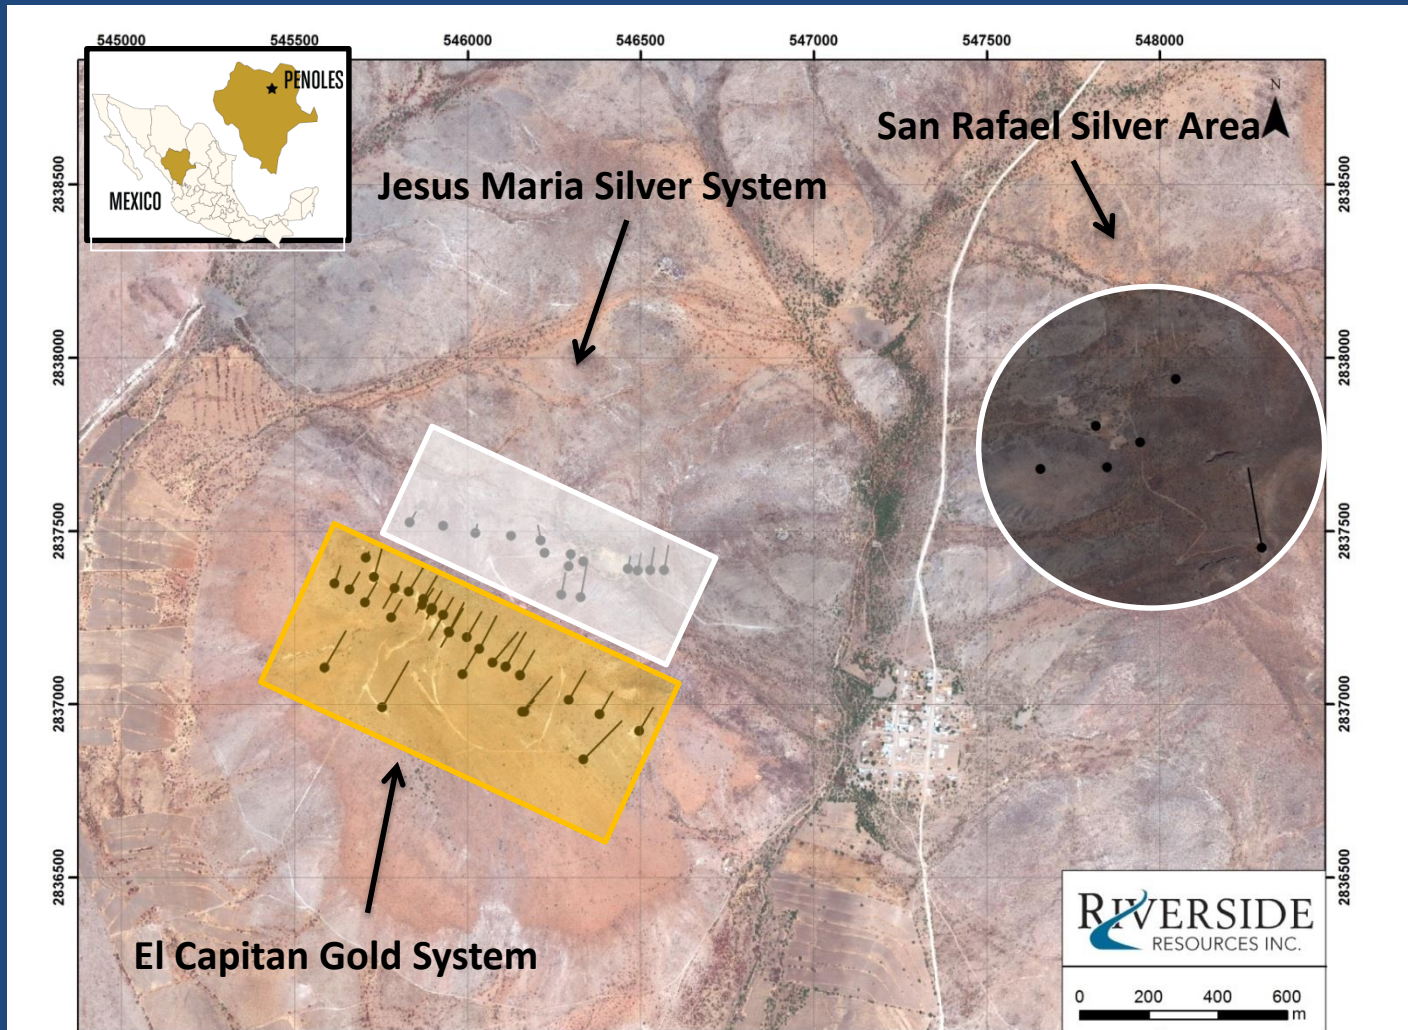 545000 545500 546000 546500 547000 547500 548000
PENOLES
MEXICO
N
San Rafael Silver Area
Jesus Maria Silver System
2838500 2838500
2838000 2838000
2837500 2837500
2837000 2837000
2836500 2836500
El Capitan Gold System
RIVERSIDE
RESOURCES INC.
0 200 400 600
m